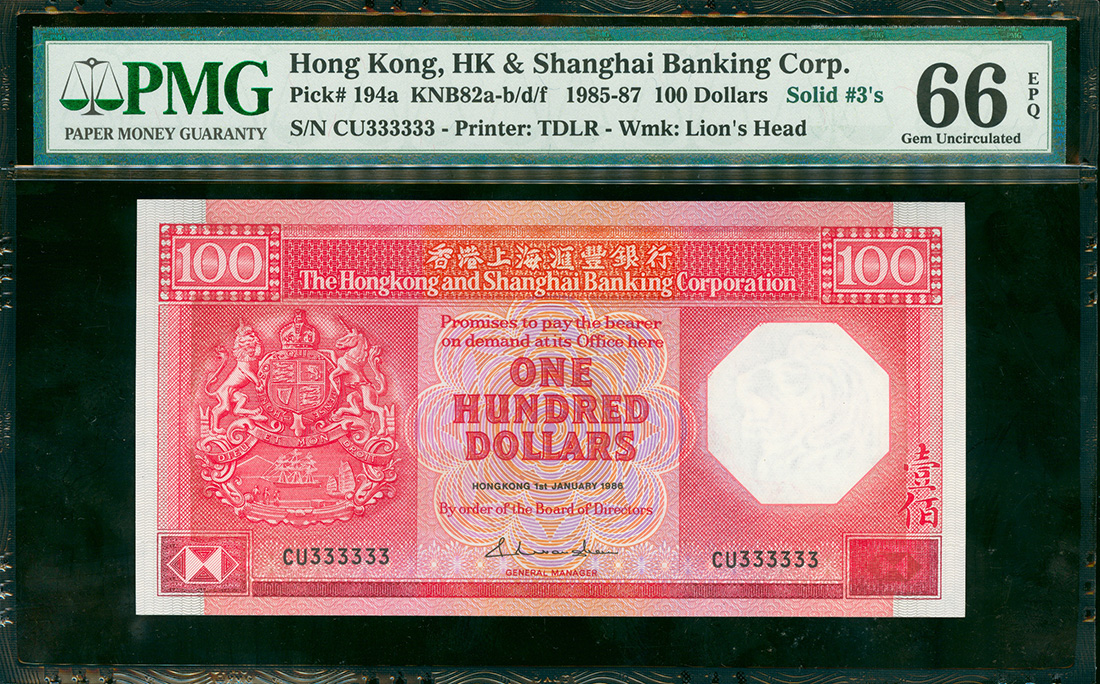 PMG
PAPER MONEY GUARANTY
Hong Kong, HK & Shanghai Banking Corp.
Pick# 194a KNB82a-b/d/f 1985-87 100 Dollars Solid #3's
S/N CU333333 - Printer: TDLR - Wmk: Lion's Head
66
EPQ
Gem Uncirculated
100
香港上海滙豐銀行
100
The Hongkong and Shanghai Banking Corporation
Promises to pay the bearer
on demand at its Office here
ONE
HUNDRED
DOLLARS
HONGKONG 1st JANUARY 1986
By order of the Board of Directors
壹佰
CU333333
CU333333
GENERAL MANAGER